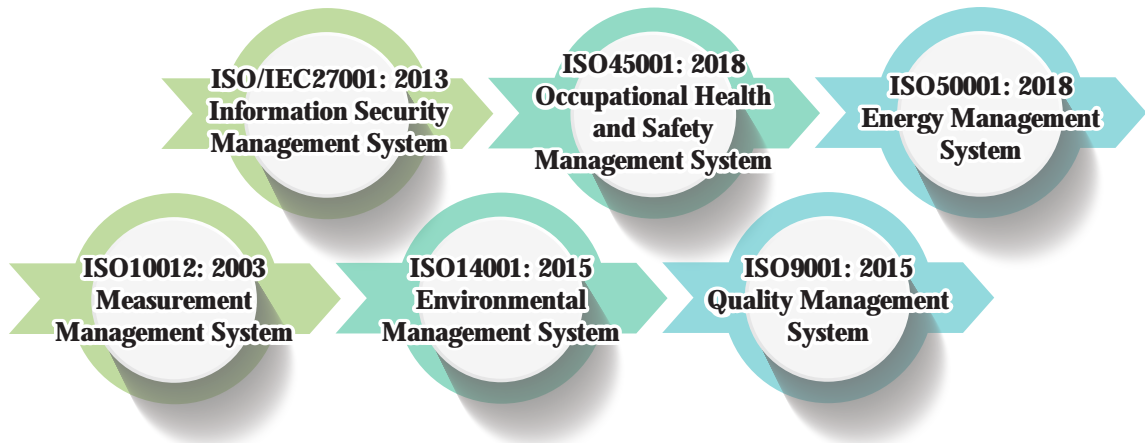 ISO/IEC27001: 2013
Information Security
Management System
ISO45001: 2018
Occupational Health
and Safety
Management System
ISO50001: 2018
Energy Management
System
ISO10012: 2003
Measurement
Management System
ISO14001: 2015
Environmental
Management System
ISO9001: 2015
Quality Management
System